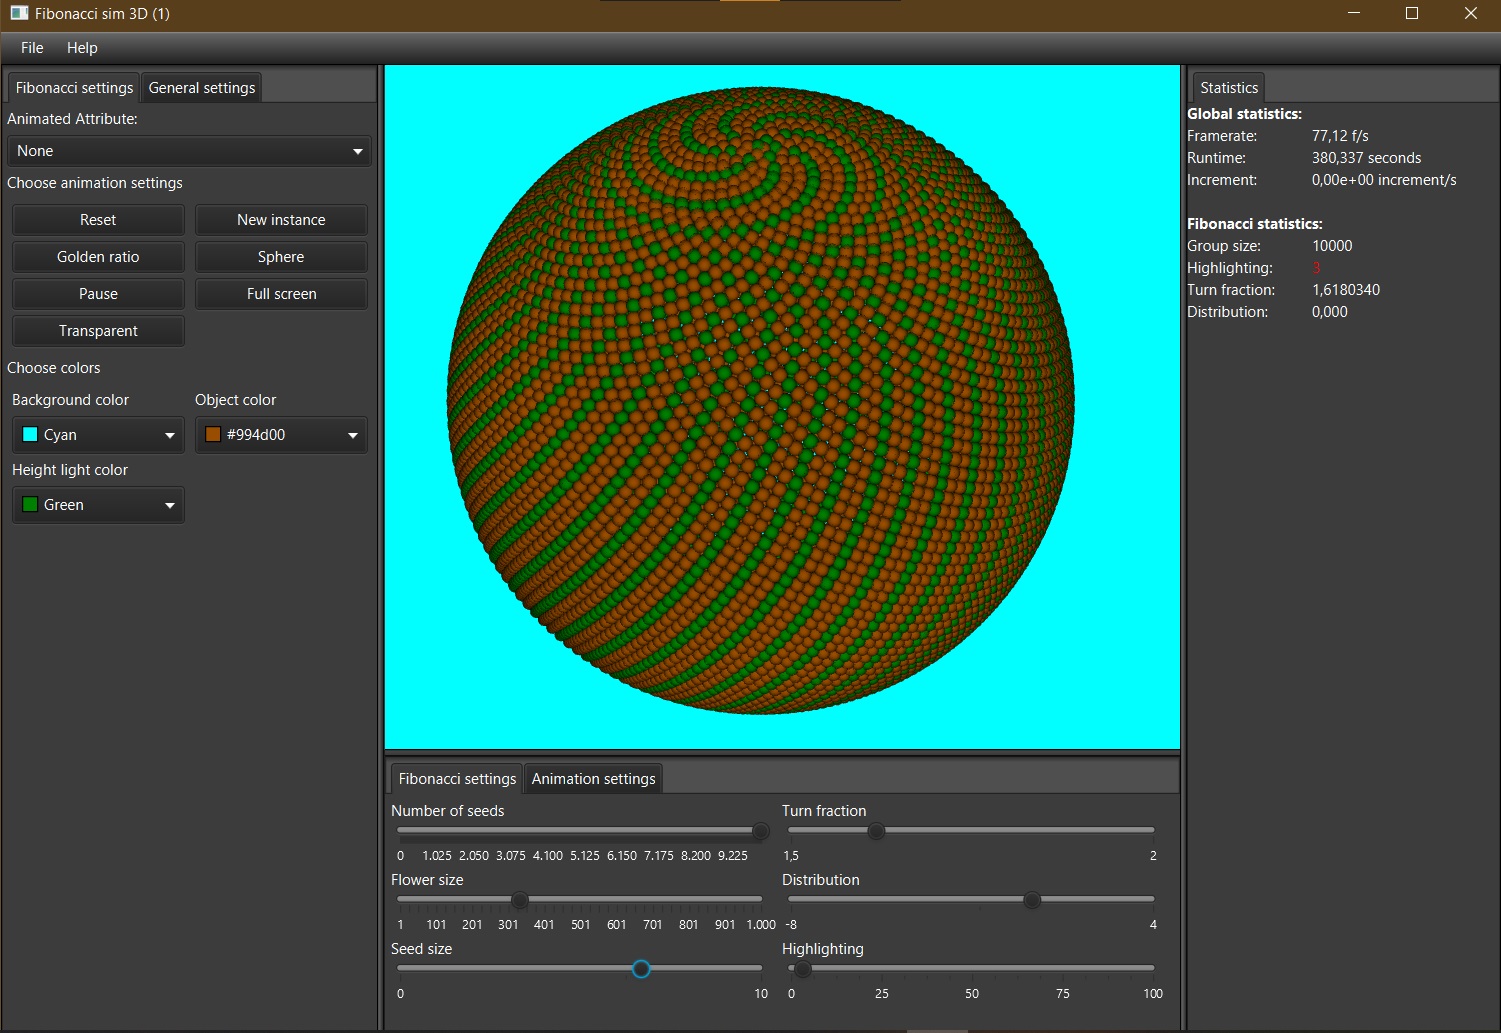 Fibonacci sim 3D (1)
File Help
Fibonacci settings General settings
Animated Attribute:
None
Choose animation settings
Reset New instance
Golden ratio Sphere
Pause Full screen
Transparent
Choose colors
Background color Object color
Cyan #994d00
Height light color
Green
Fibonacci settings Animation settings
Number of seeds
0 1.025 2.050 3.075 4.100 5.125 6.150 7.175 8.200 9.225
Flower size
1 101 201 301 401 501 601 701 801 901 1.000
Seed size
0 10
Turn fraction
1,5 2
Distribution
-8 4
Highlighting
0 25 50 75 100
Statistics
Global statistics:
Framerate: 77,12 f/s
Runtime: 380,337 seconds
Increment: 0,00e+00 increment/s
Fibonacci statistics:
Group size: 10000
Highlighting: 3
Turn fraction: 1,6180340
Distribution: 0,000